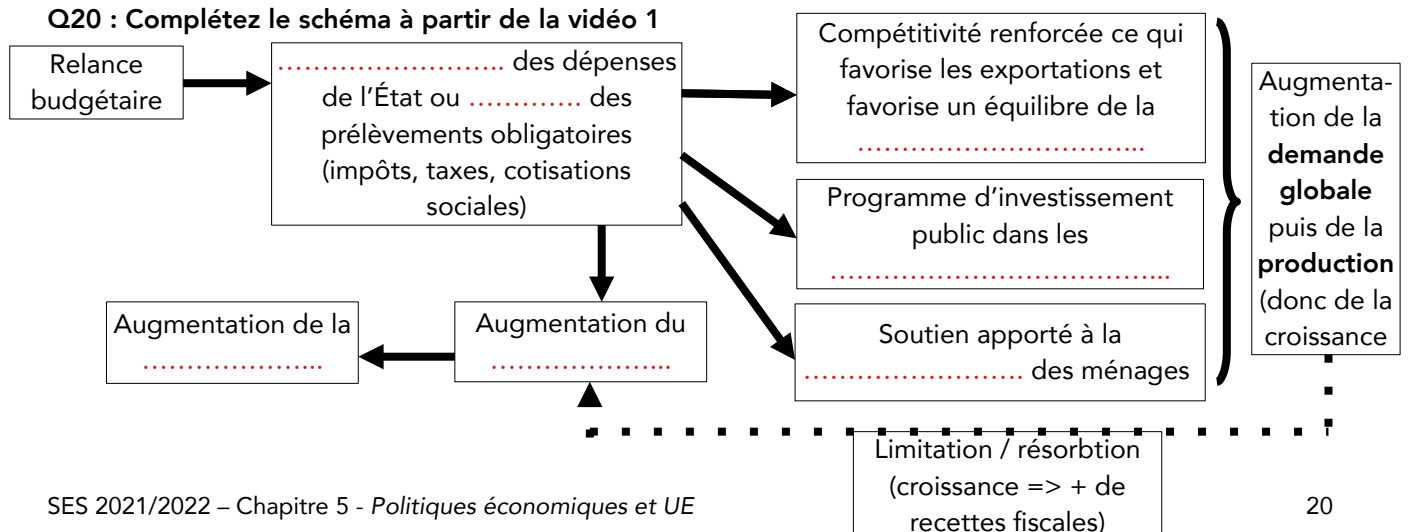 Q20 : Complétez le schéma à partir de la vidéo 1
Relance
budgétaire
…………………….. des dépenses
de l’État ou …………. des
prélèvements obligatoires
(impôts, taxes, cotisations
sociales)
Compétitivité renforcée ce qui
favorise les exportations et
favorise un équilibre de la
…………………………..
Programme d’investissement
public dans les
………………………………...
Soutien apporté à la
……………………. des ménages
Augmenta-
tion de la
demande
globale
puis de la
production
(donc de la
croissance
Augmentation de la
………………...
Augmentation du
………………...
Limitation / résorbtion
(croissance => + de
recettes fiscales)
SES 2021/2022 – Chapitre 5 - Politiques économiques et UE
20